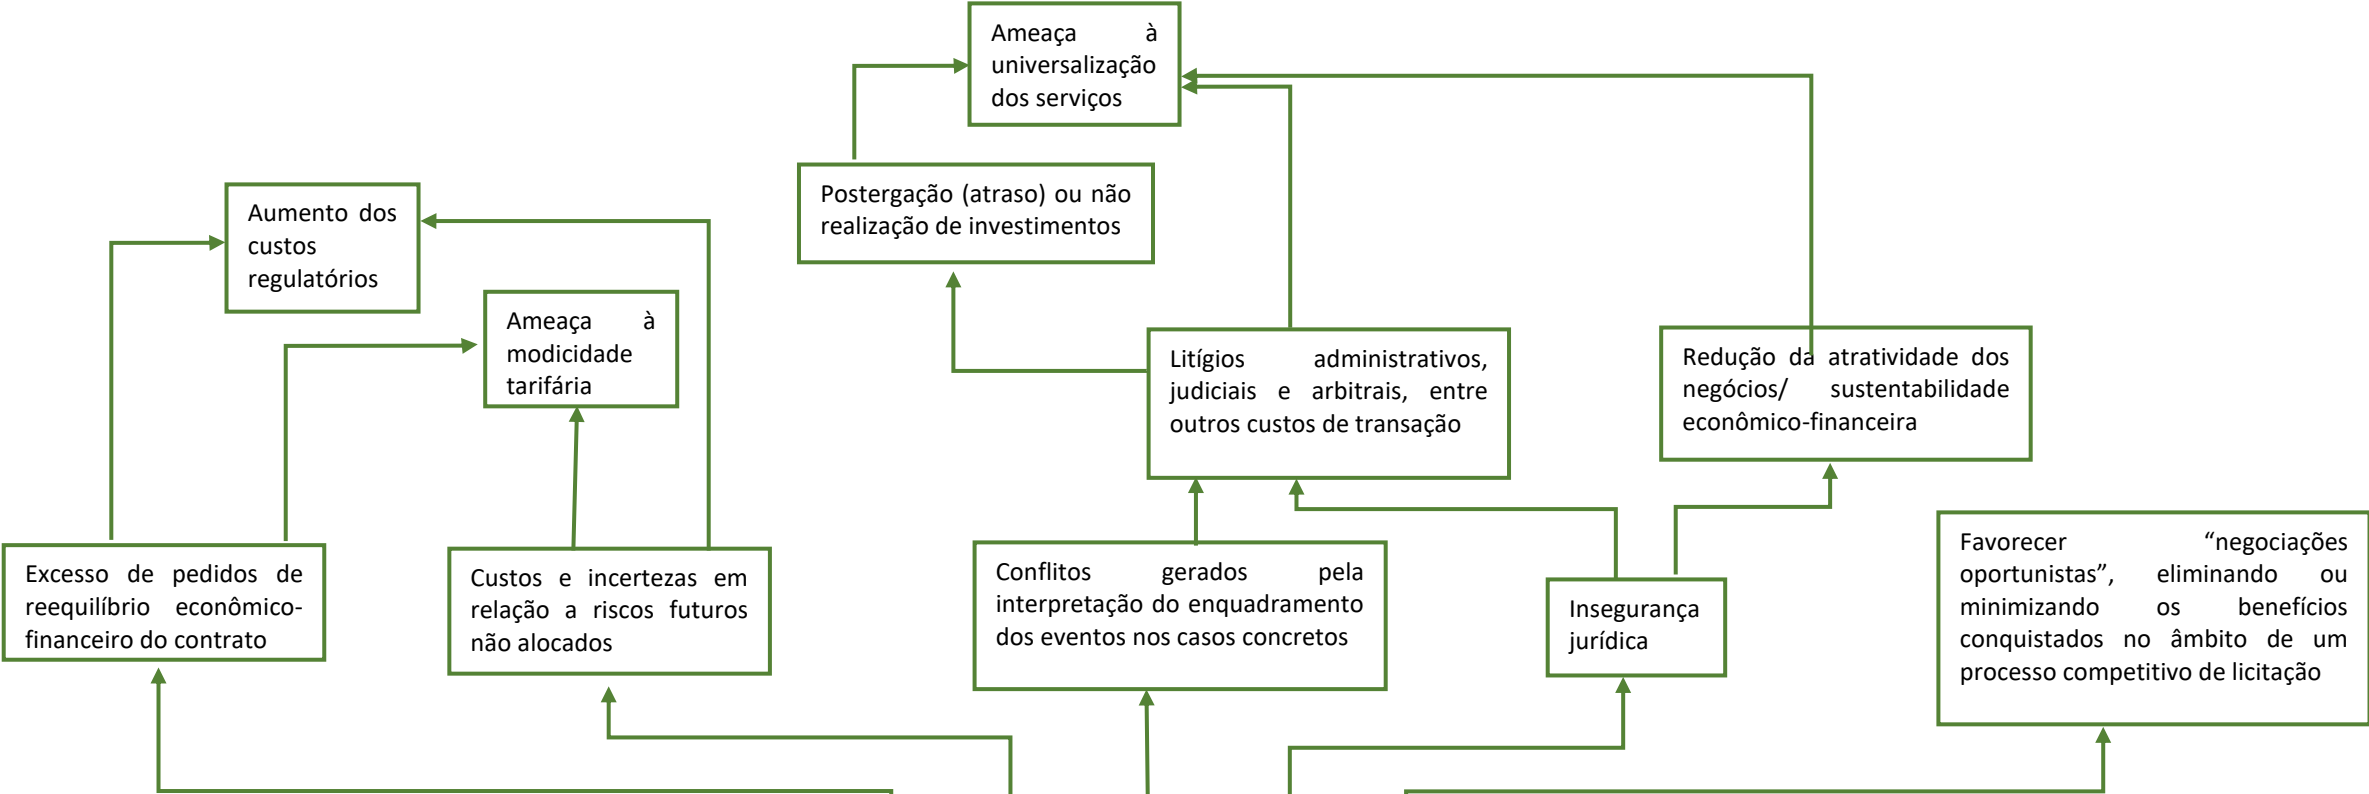 Ameaça à
universalização
dos serviços
Postergação (atraso) ou não
realização de investimentos
Aumento dos
custos
regulatórios
Ameaça à
modicidade
tarifária
Litígios administrativos,
judiciais e arbitrais, entre
outros custos de transação
Redução da atratividade dos
negócios/ sustentabilidade
econômico-financeira
Excesso de pedidos de
reequilíbrio econômico-
financeiro do contrato
Custos e incertezas em
relação a riscos futuros
não alocados
Conflitos gerados pela
interpretação do enquadramento
dos eventos nos casos concretos
Insegurança
jurídica
Favorecer “negociações
oportunistas”, eliminando ou
minimizando os benefícios
conquistados no âmbito de um
processo competitivo de licitação